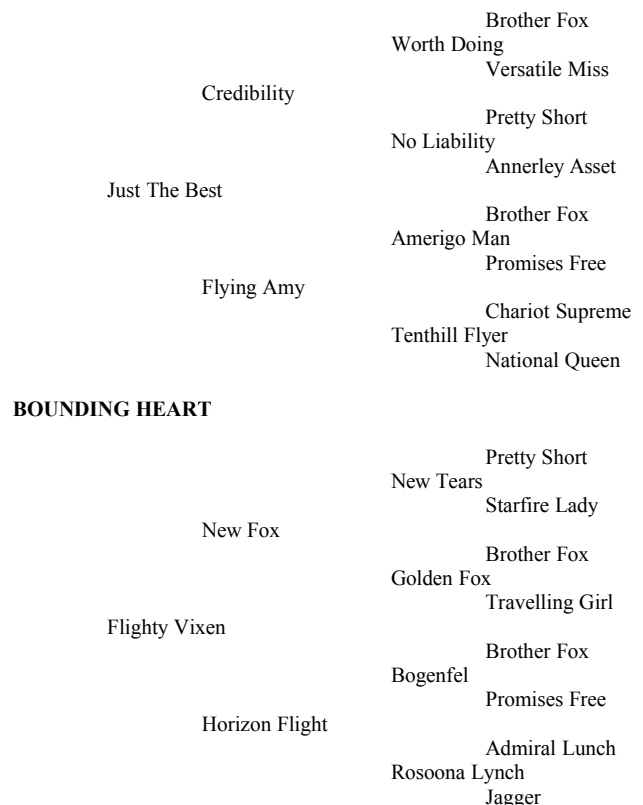 Brother Fox
Worth Doing
Versatile Miss
Credibility
Pretty Short
No Liability
Annerley Asset
Just The Best
Brother Fox
Amerigo Man
Promises Free
Flying Amy
Chariot Supreme
Tenthill Flyer
National Queen
BOUNDING HEART
Pretty Short
New Tears
Starfire Lady
New Fox
Brother Fox
Golden Fox
Travelling Girl
Flighty Vixen
Brother Fox
Bogenfel
Promises Free
Horizon Flight
Admiral Lunch
Rosoona Lynch
Jagger